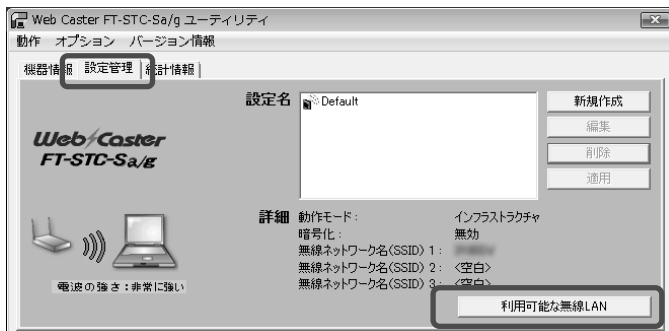 Web Caster FT-STC-Sa/g ユーティリティ
動作 オプション バージョン情報
機器情報 設定管理 統計情報
設定名 Default 新規作成
編集
削除
適用
Web Caster
FT-STC-Sa/g
詳細 動作モード: インフラストラクチャ
暗号化: 無効
無線ネットワーク名(SSID) 1:
無線ネットワーク名(SSID) 2: <空白>
無線ネットワーク名(SSID) 3: <空白>
電波の強さ:非常に強い
利用可能な無線LAN